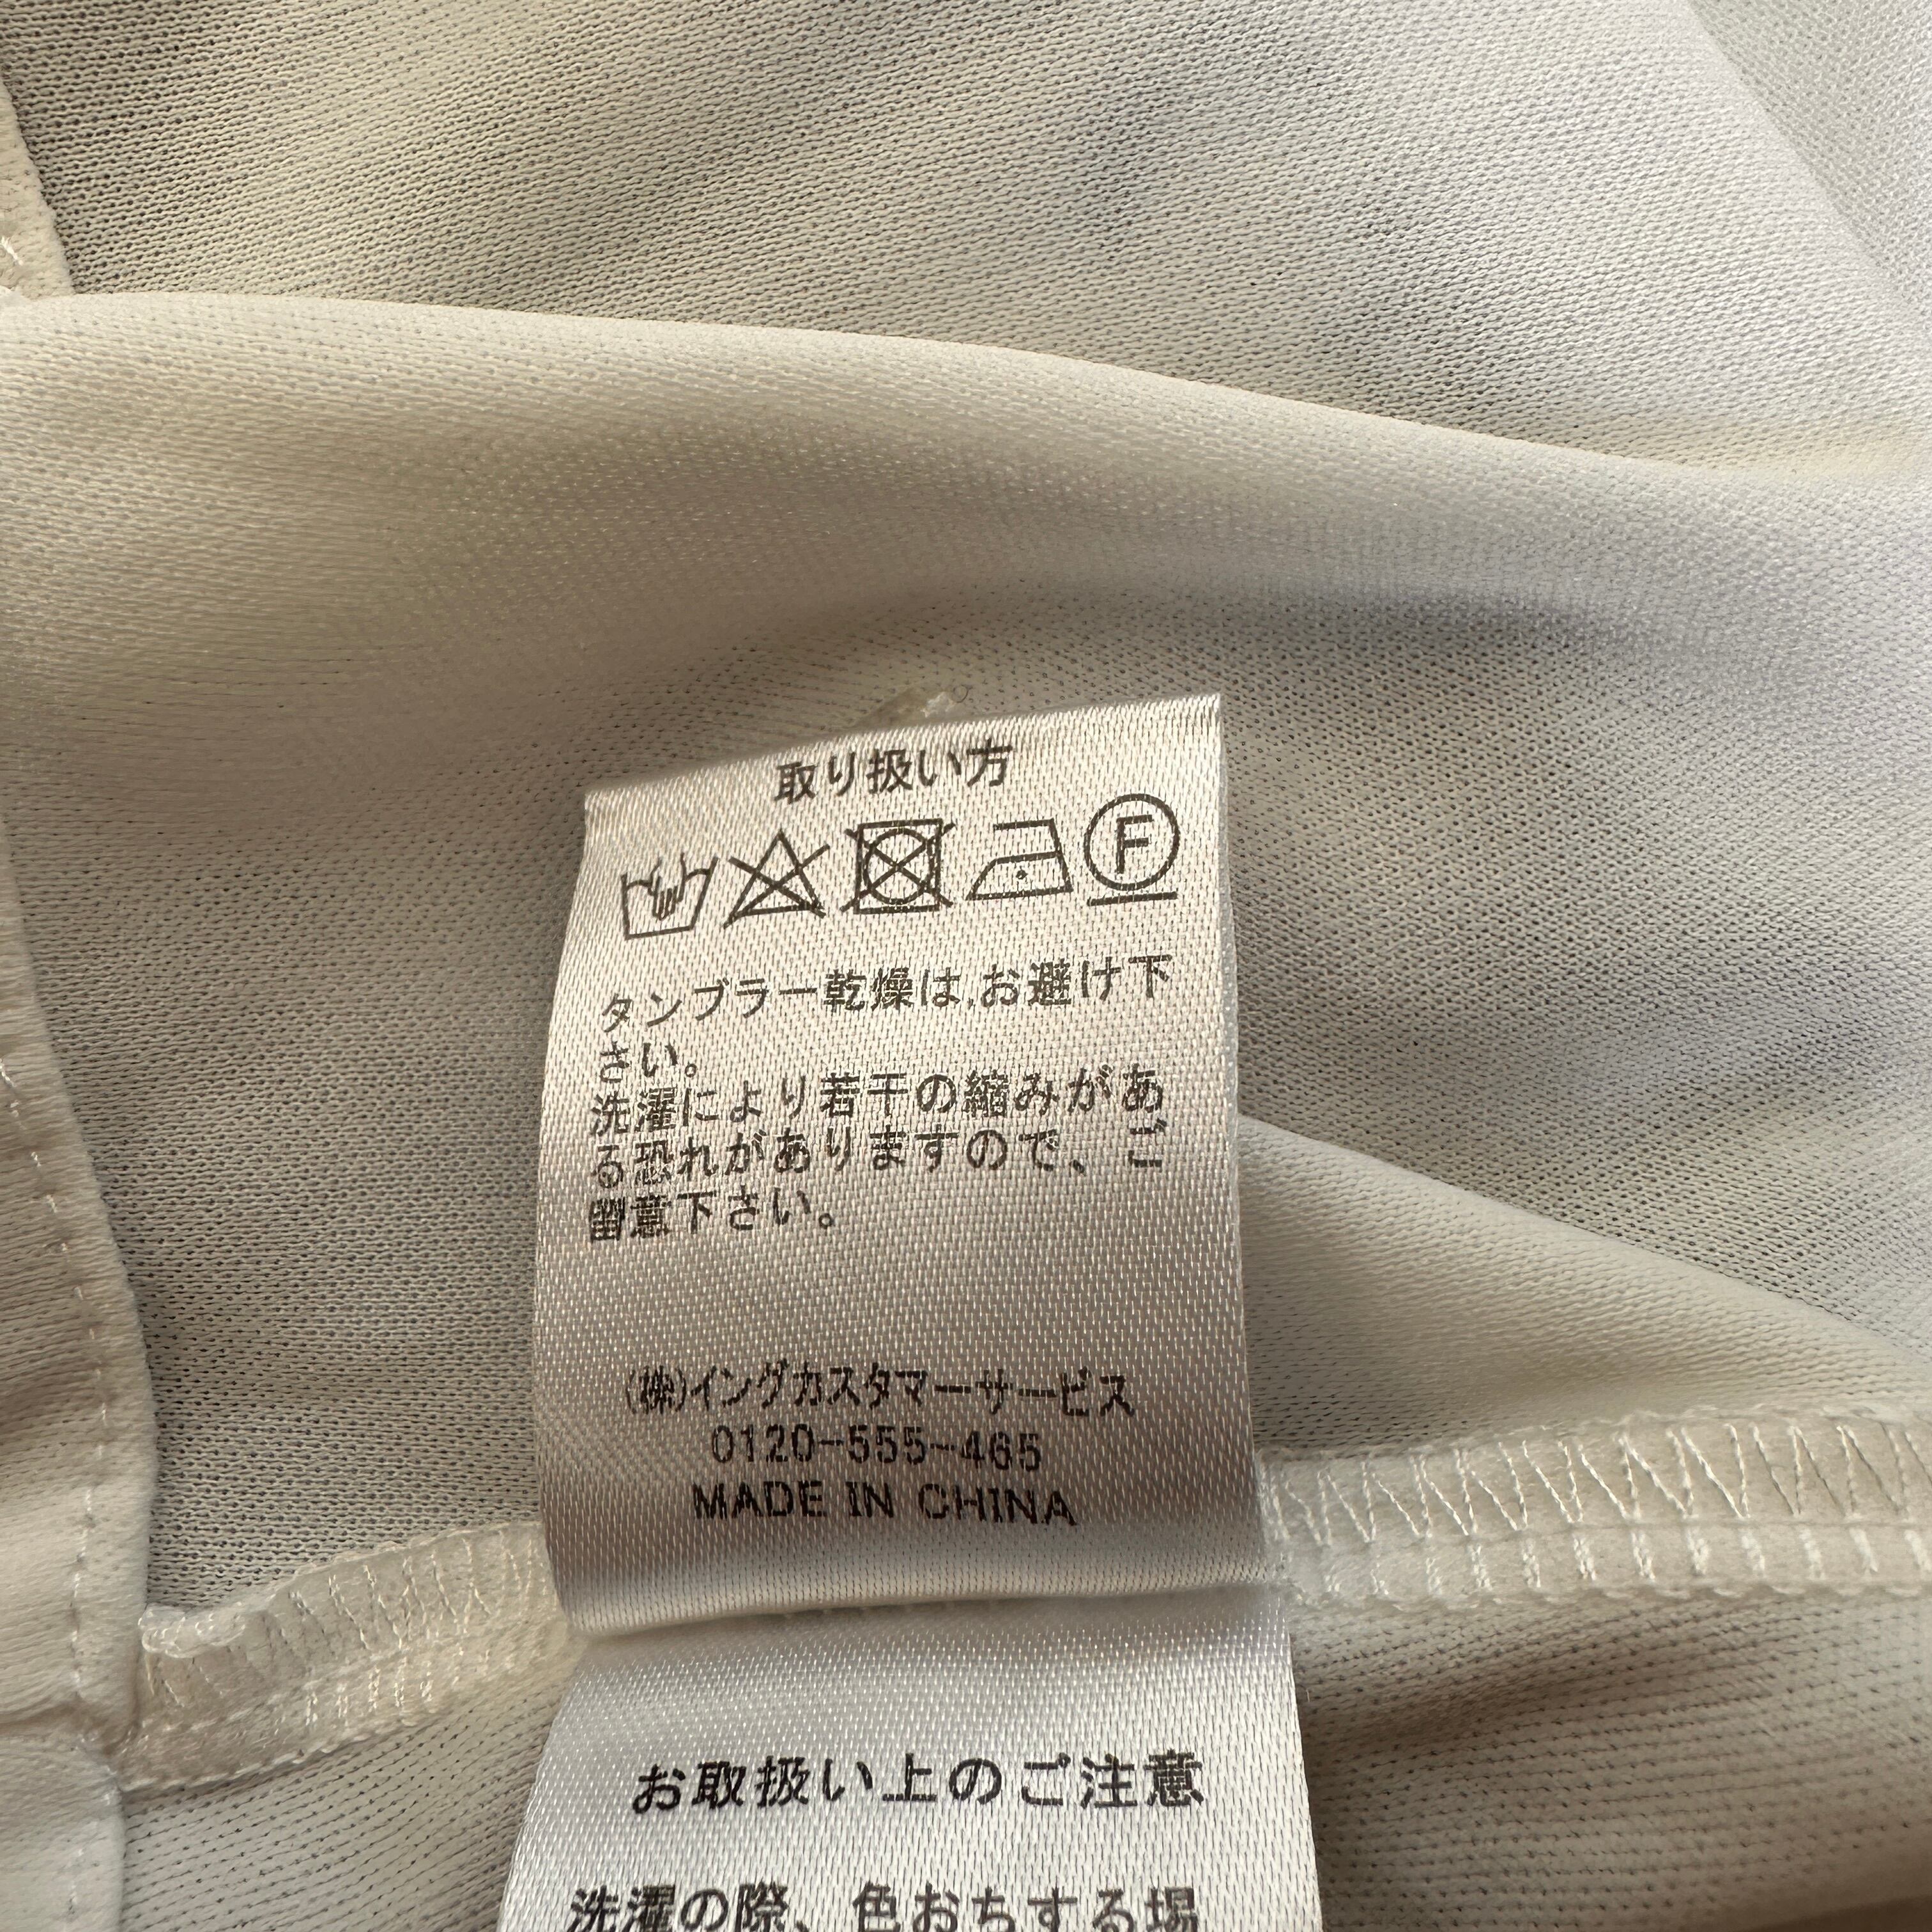 取り扱い方
F
タンブラー乾燥は,お避け下
さい。
洗濯により若干の縮みがあ
る恐れがありますので、ご
留意下さい。
(株)イングカスタマーサービス
0120-555-465
MADE IN CHINA
お取扱い上のご注意
洗濯の際、色おちする場